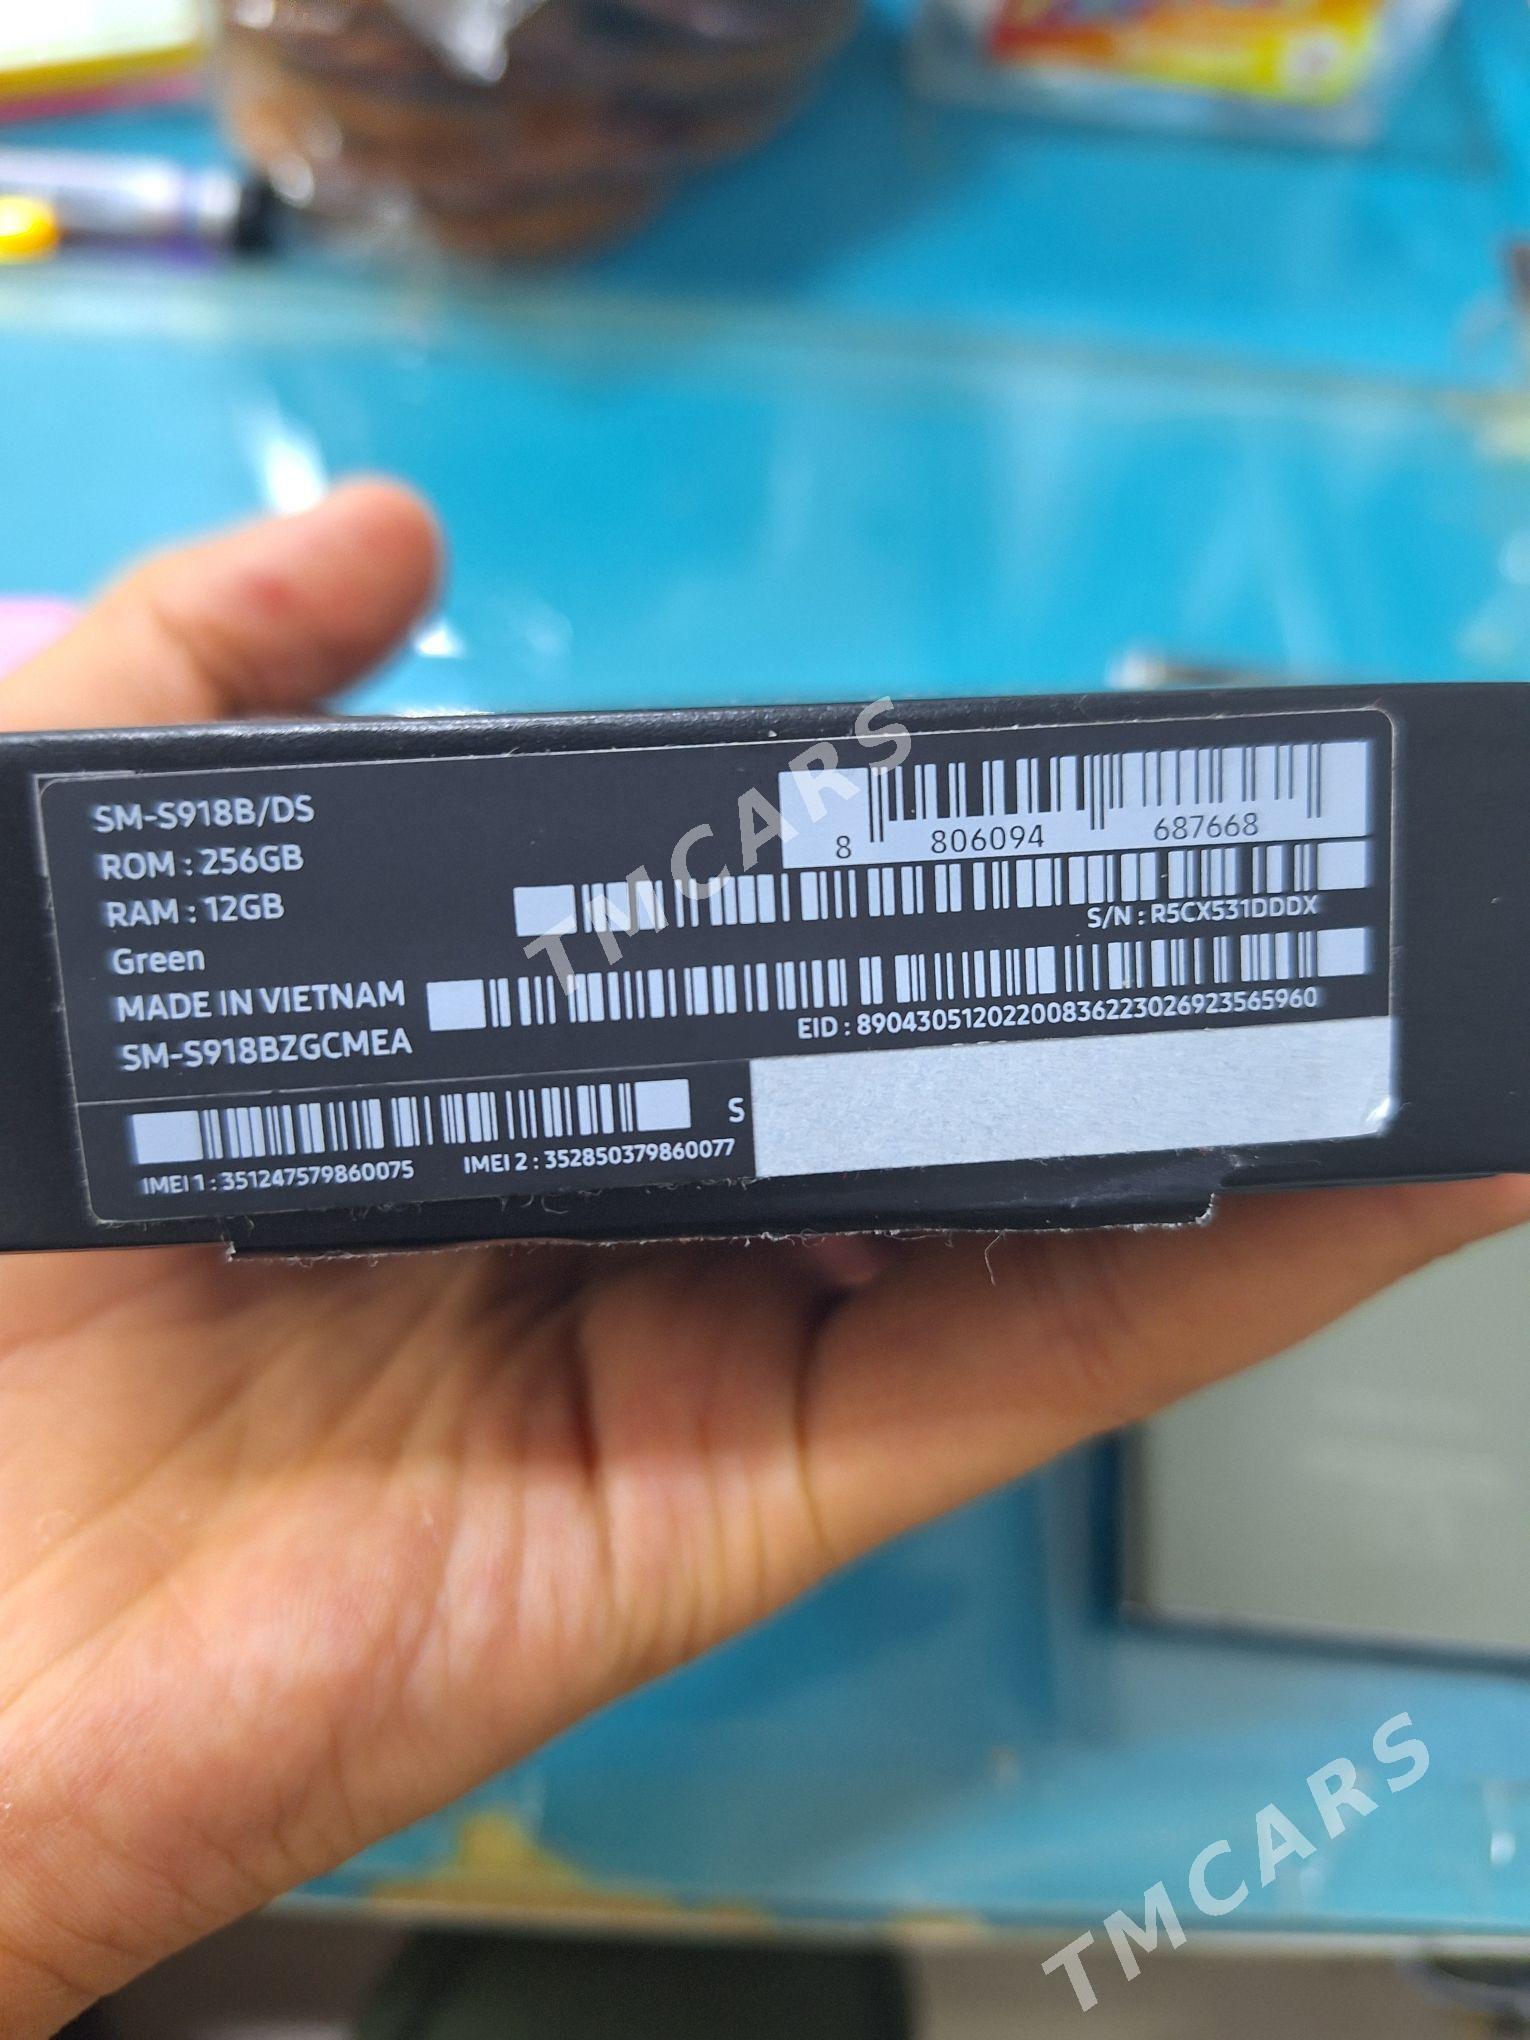 SM-S918B/DS
ROM : 256GB
RAM : 12GB
Green
MADE IN VIETNAM
SM-S918BZGCMEA
8 806094 687668
S/N : R5CX531DDDX
EID : 89043051202200836223026923565960
IMEI 1 : 351247579860075
IMEI 2 : 352850379860077
S
TMCARS
TMCARS